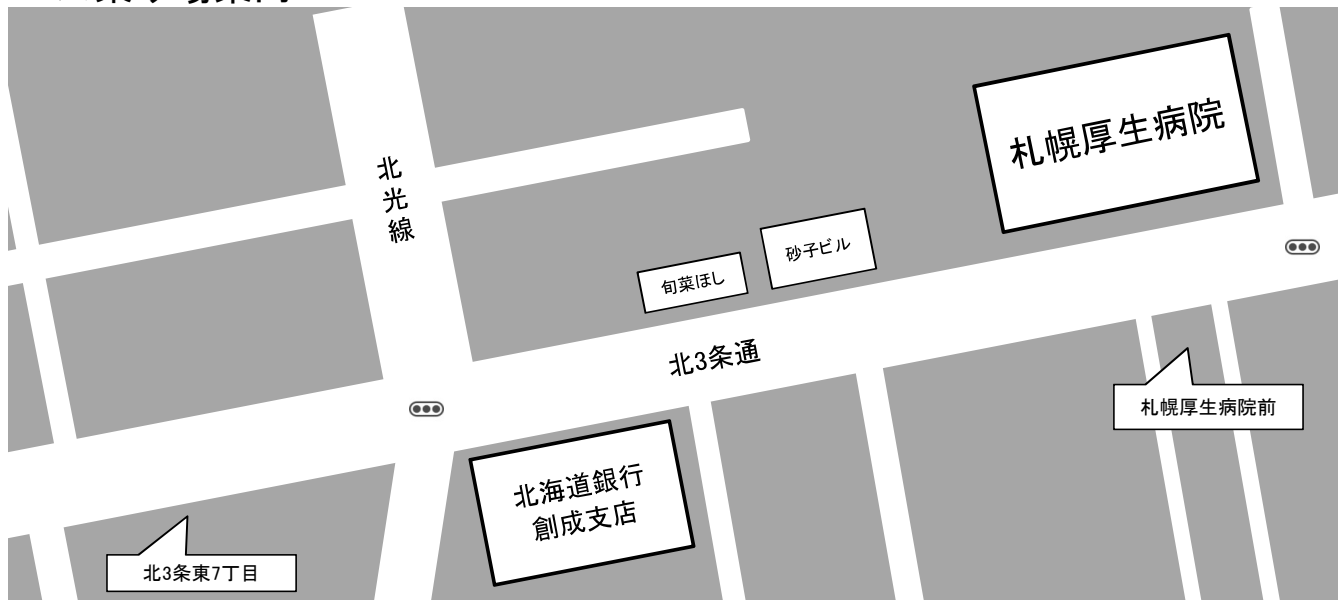 札幌厚生病院
北光線
砂子ビル
旬菜ほし
北3条通
札幌厚生病院前
北海道銀行
創成支店
北3条東7丁目